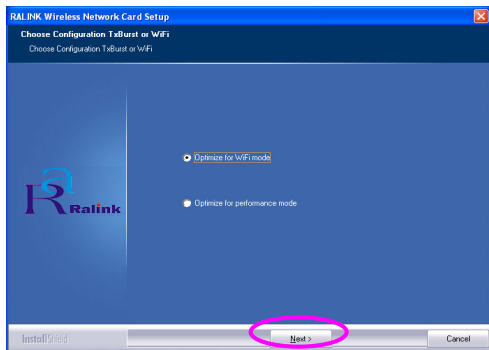 RALINK Wireless Network Card Setup
Choose Configuration TxBurst or WiFi
Choose Configuration TxBurst or WiFi
Optimize for WiFi mode
Ralink
Optimize for performance mode
InstallShield
Next >
Cancel